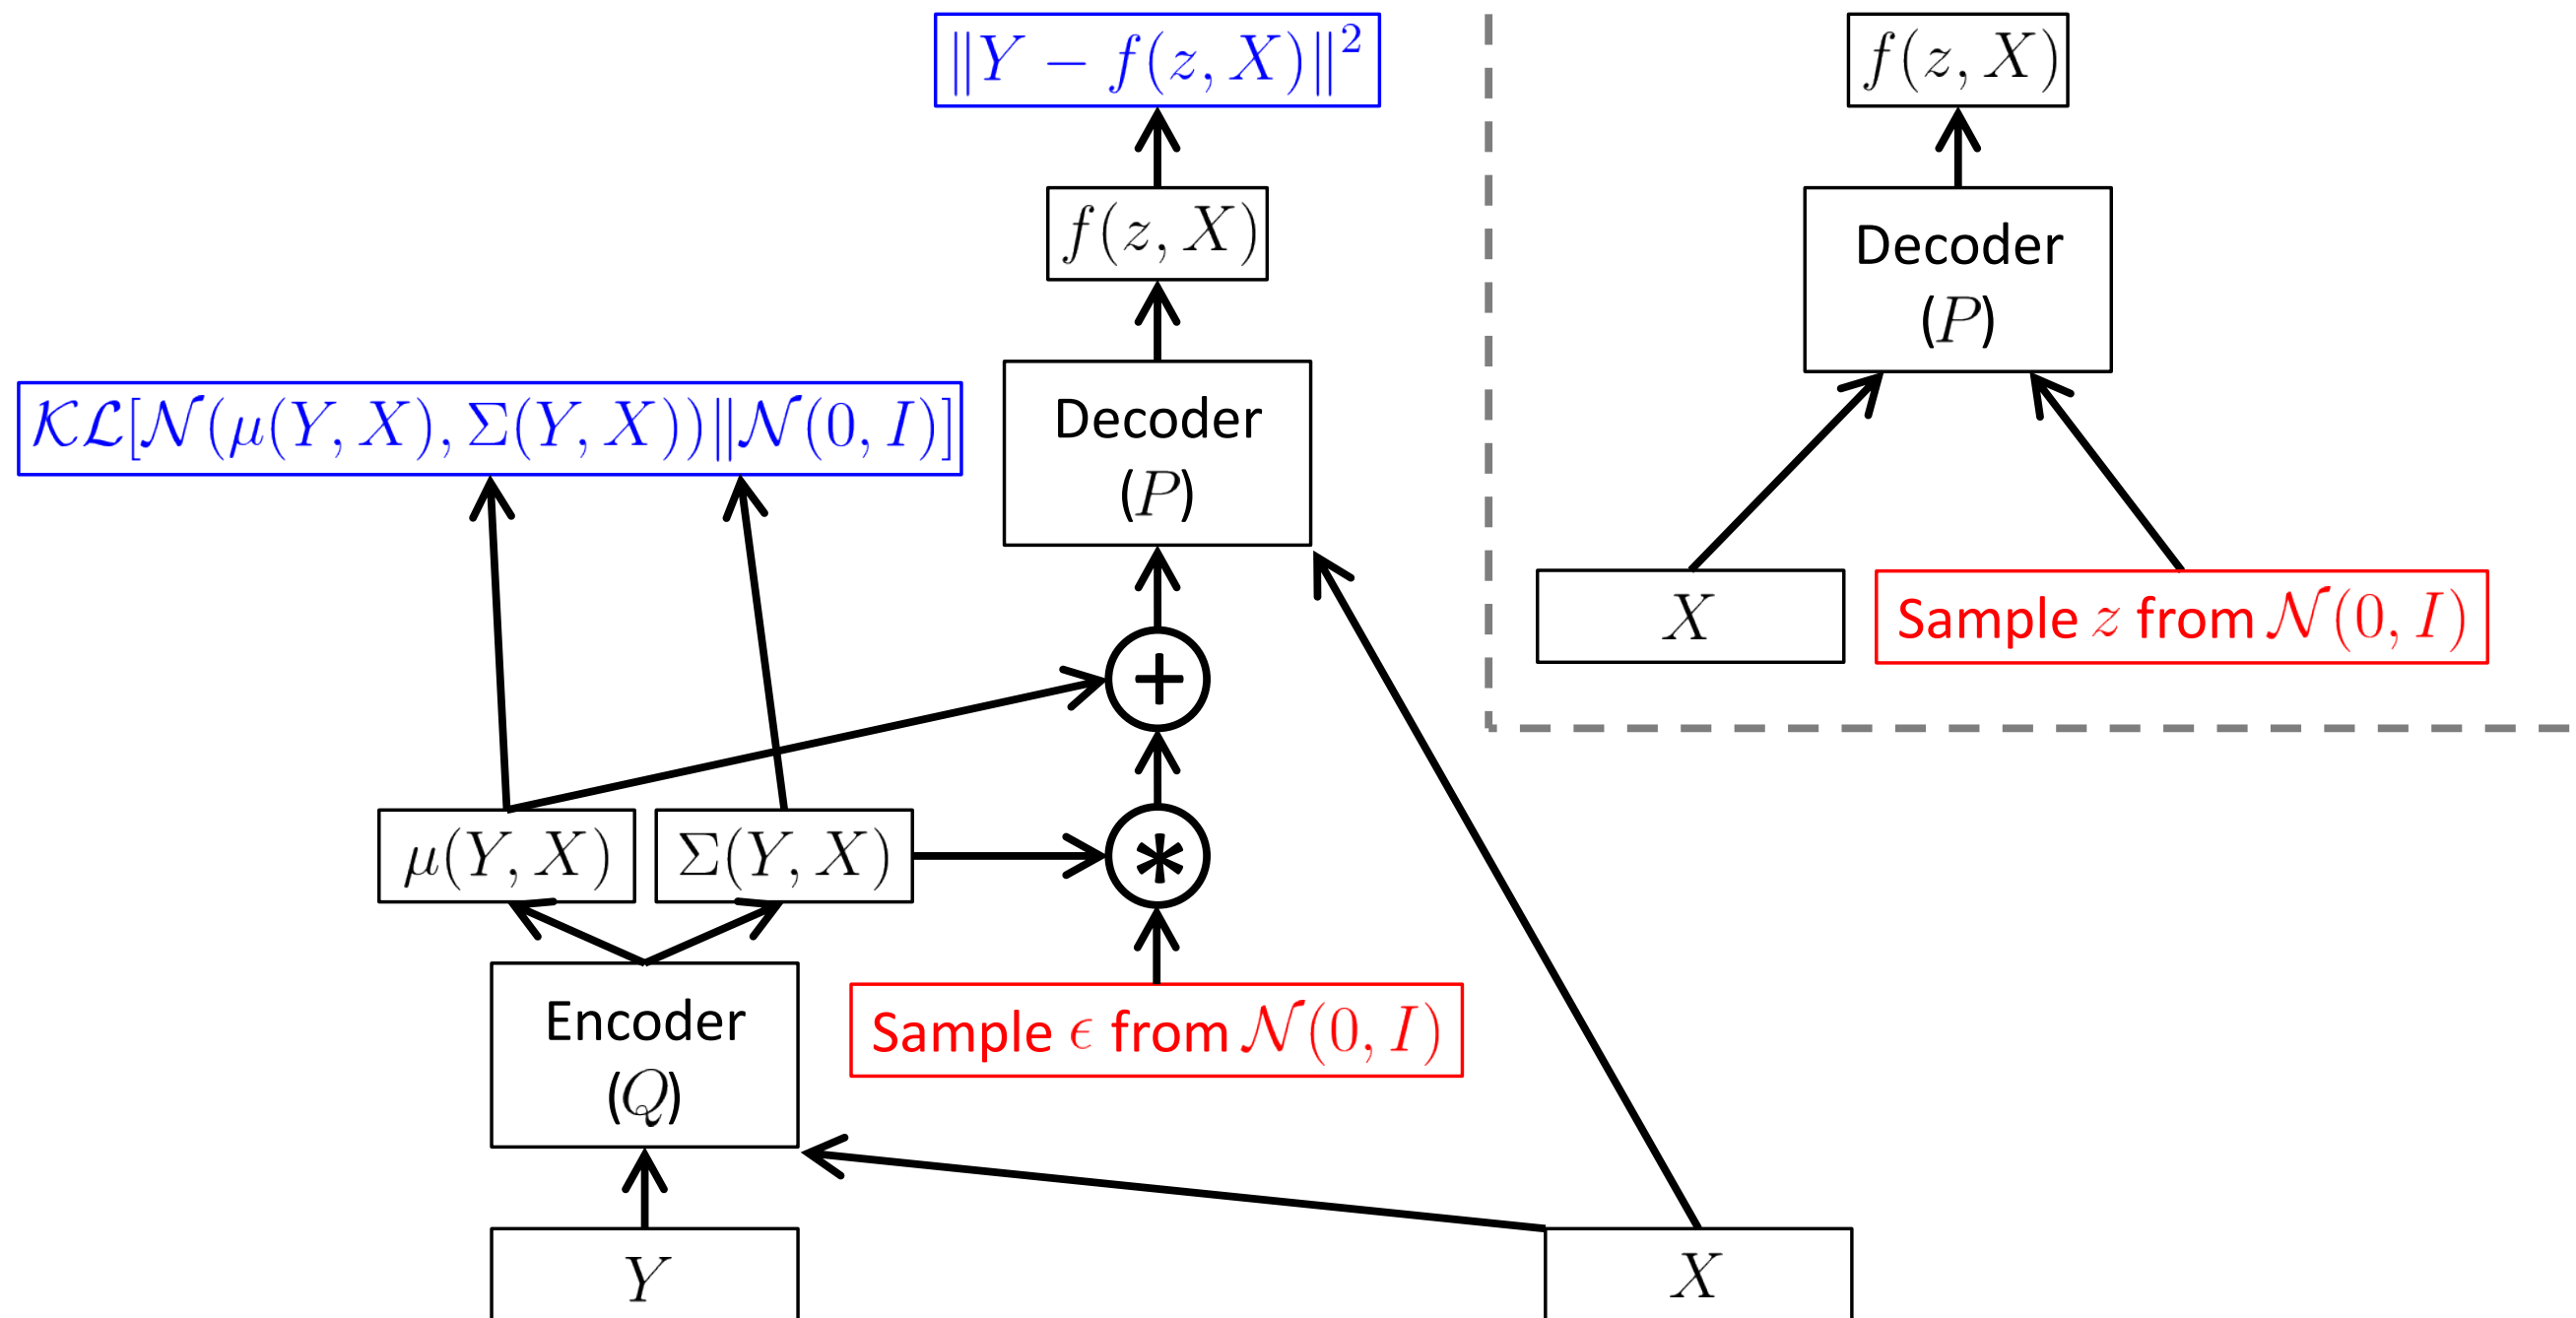 ‖Y − f(z, X)‖²
f(z, X)
Decoder
(P)
𝒦ℒ[𝒩(μ(Y, X), Σ(Y, X))‖𝒩(0, I)]
+
μ(Y, X)
Σ(Y, X)
*
Encoder
(Q)
Sample ϵ from 𝒩(0, I)
Y
X
f(z, X)
Decoder
(P)
X
Sample z from 𝒩(0, I)